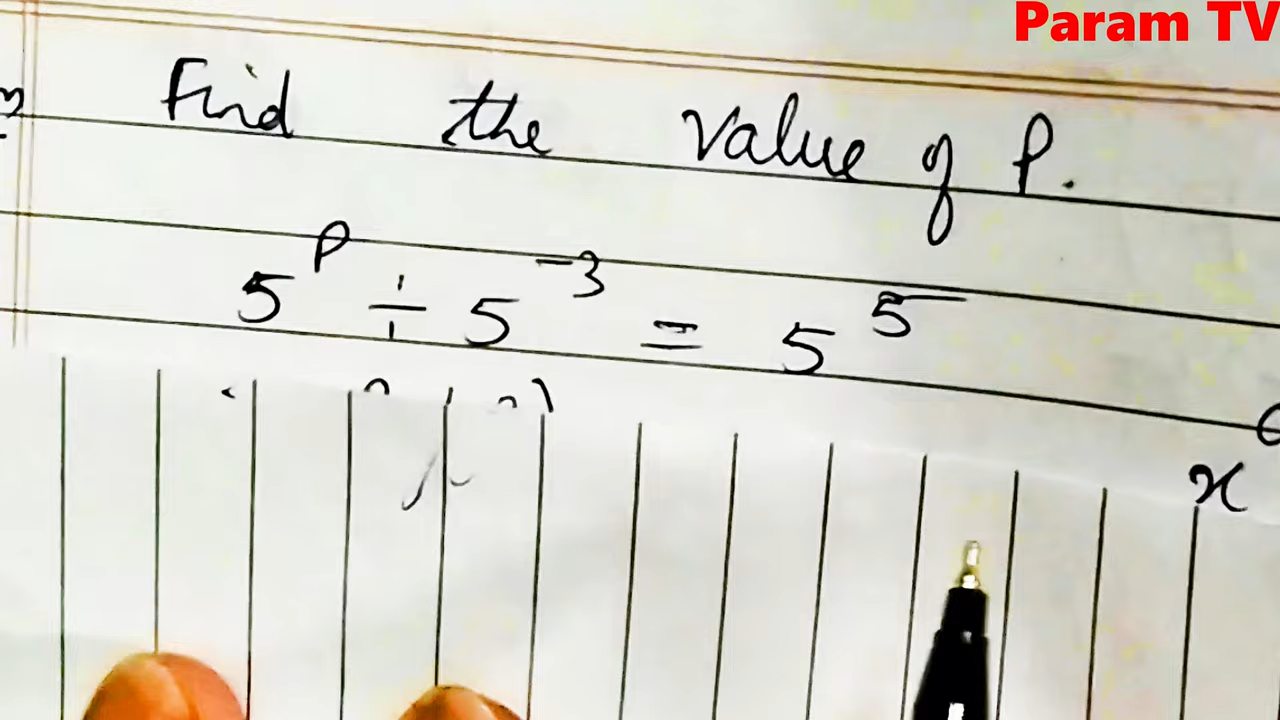 Param TV
Find the value of P.
5^P ÷ 5^-3 = 5^5
x